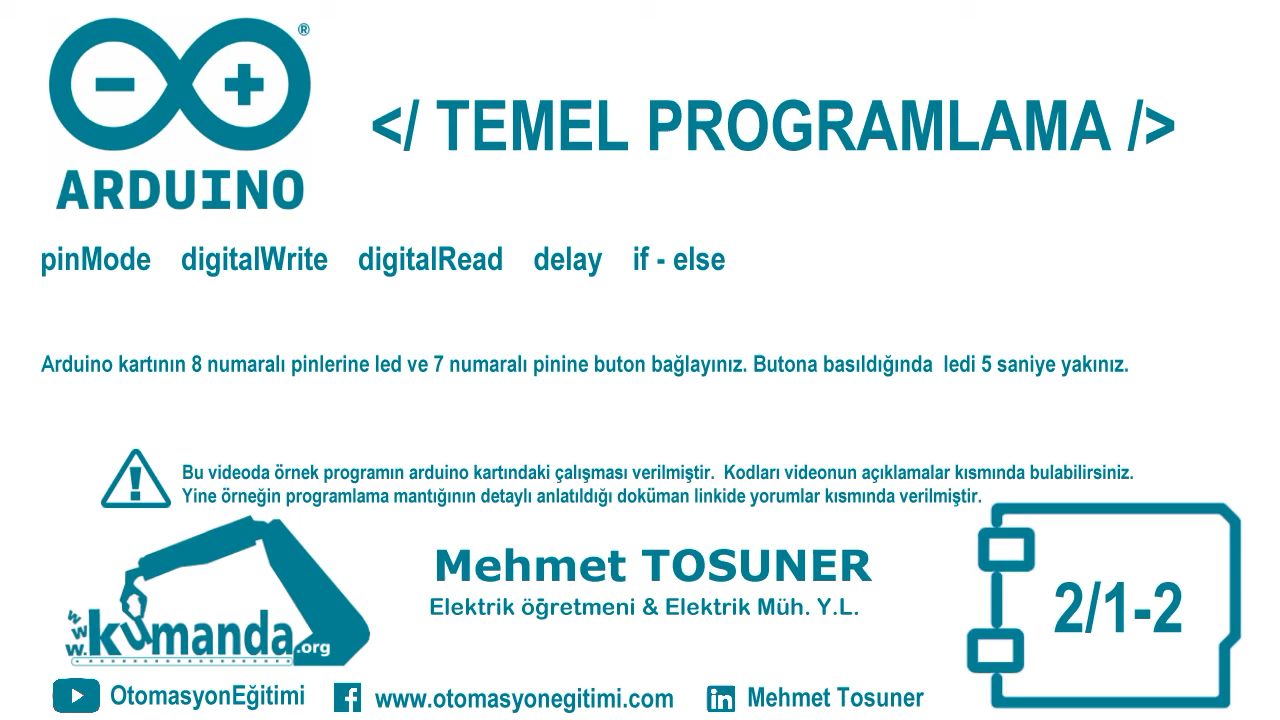 ®
ARDUINO
</ TEMEL PROGRAMLAMA />
pinMode digitalWrite digitalRead delay if - else
Arduino kartının 8 numaralı pinlerine led ve 7 numaralı pinine buton bağlayınız. Butona basıldığında ledi 5 saniye yakınız.
Bu videoda örnek programın arduino kartındaki çalışması verilmiştir. Kodları videonun açıklamalar kısmında bulabilirsiniz.
Yine örneğin programlama mantığının detaylı anlatıldığı doküman linkide yorumlar kısmında verilmiştir.
Mehmet TOSUNER
Elektrik öğretmeni & Elektrik Müh. Y.L.
www.kumanda.org
2/1-2
OtomasyonEğitimi www.otomasyonegitimi.com Mehmet Tosuner